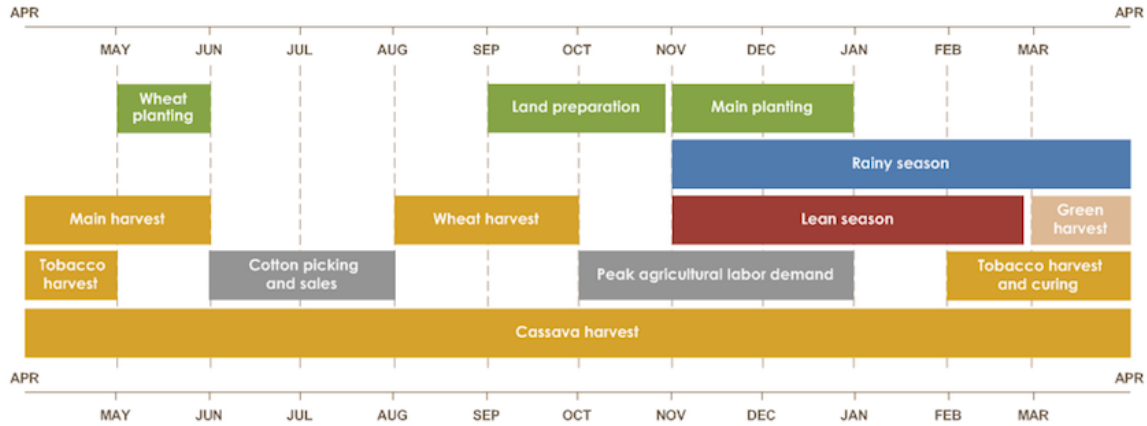 APR APR
MAY JUN JUL AUG SEP OCT NOV DEC JAN FEB MAR
Wheat
planting
Land preparation
Main planting
Rainy season
Main harvest
Wheat harvest
Lean season
Green
harvest
Tobacco
harvest
Cotton picking
and sales
Peak agricultural labor demand
Tobacco harvest
and curing
Cassava harvest
APR APR
MAY JUN JUL AUG SEP OCT NOV DEC JAN FEB MAR